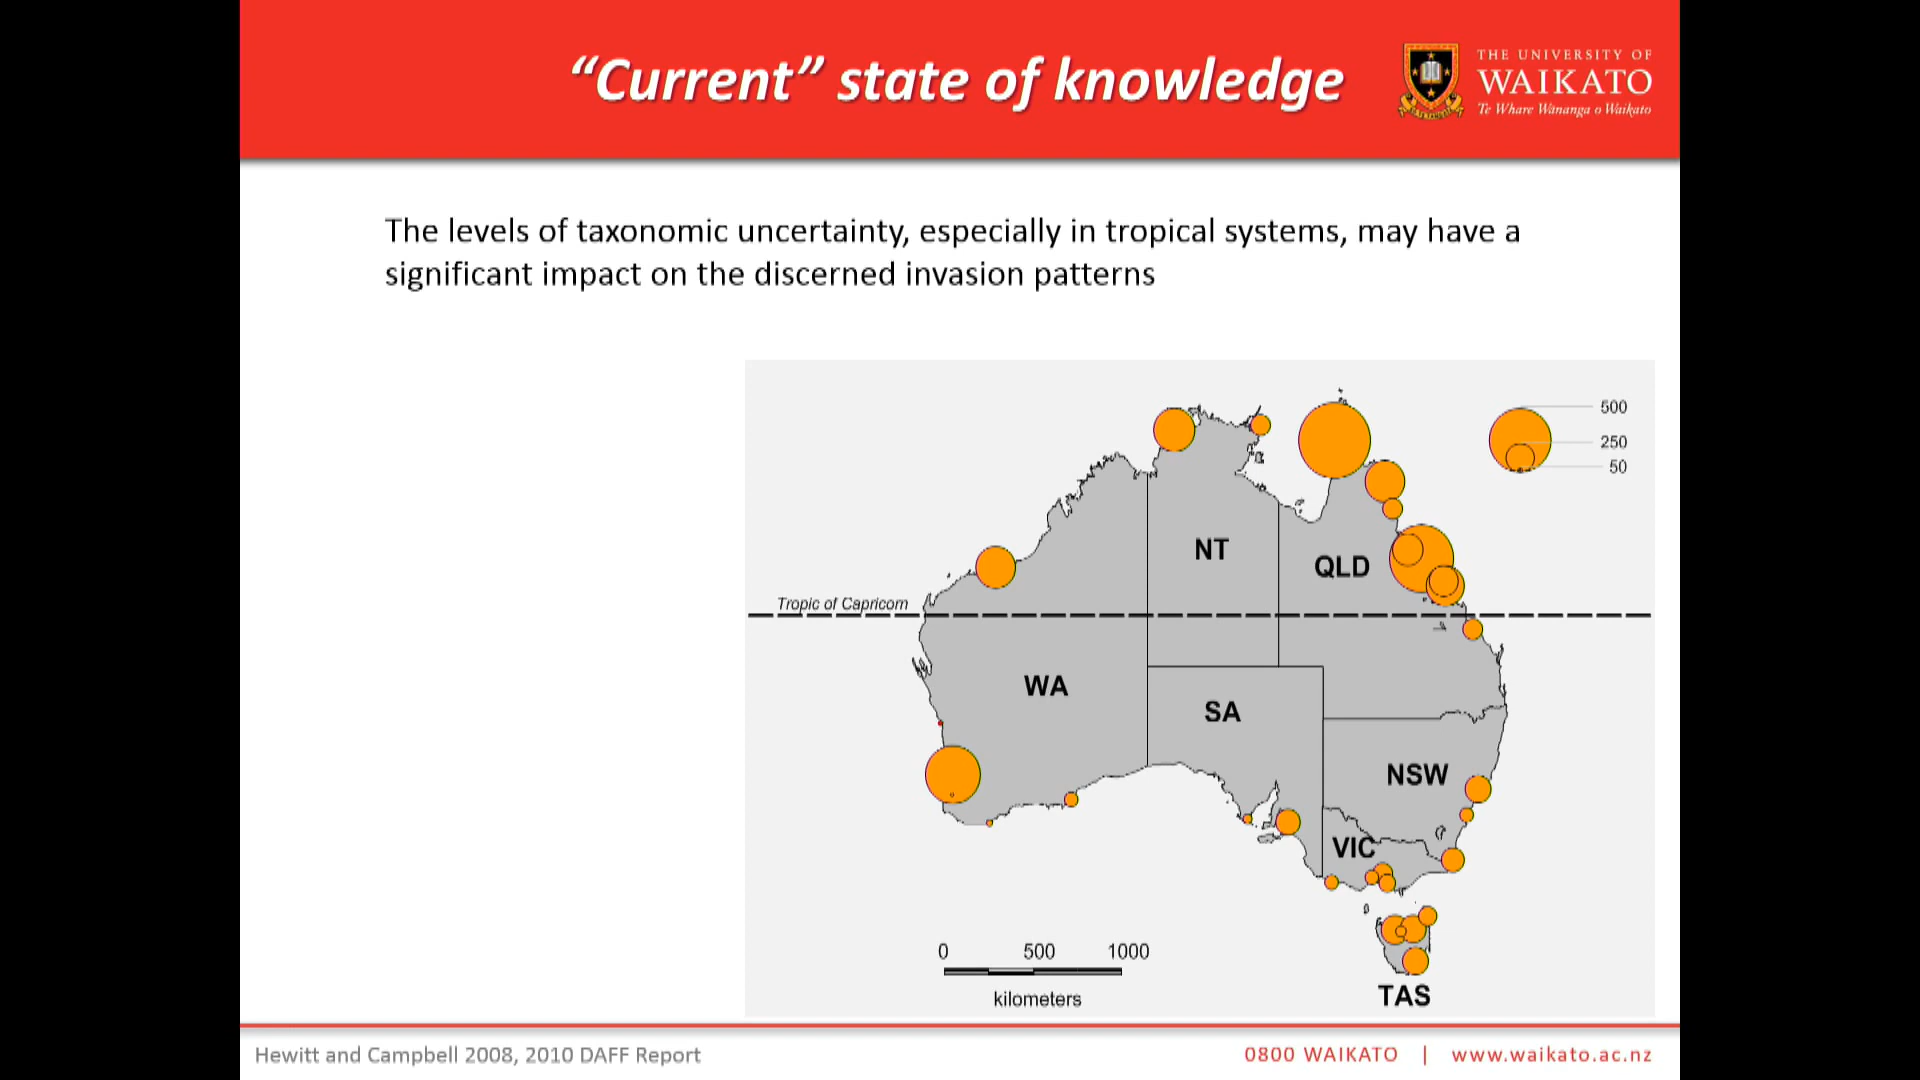 “Current” state of knowledge
THE UNIVERSITY OF
WAIKATO
Te Whare Wānanga o Waikato
The levels of taxonomic uncertainty, especially in tropical systems, may have a
significant impact on the discerned invasion patterns
500
250
50
NT
QLD
Tropic of Capricorn
WA
SA
NSW
VIC
0 500 1000
kilometers
TAS
Hewitt and Campbell 2008, 2010 DAFF Report
0800 WAIKATO | www.waikato.ac.nz